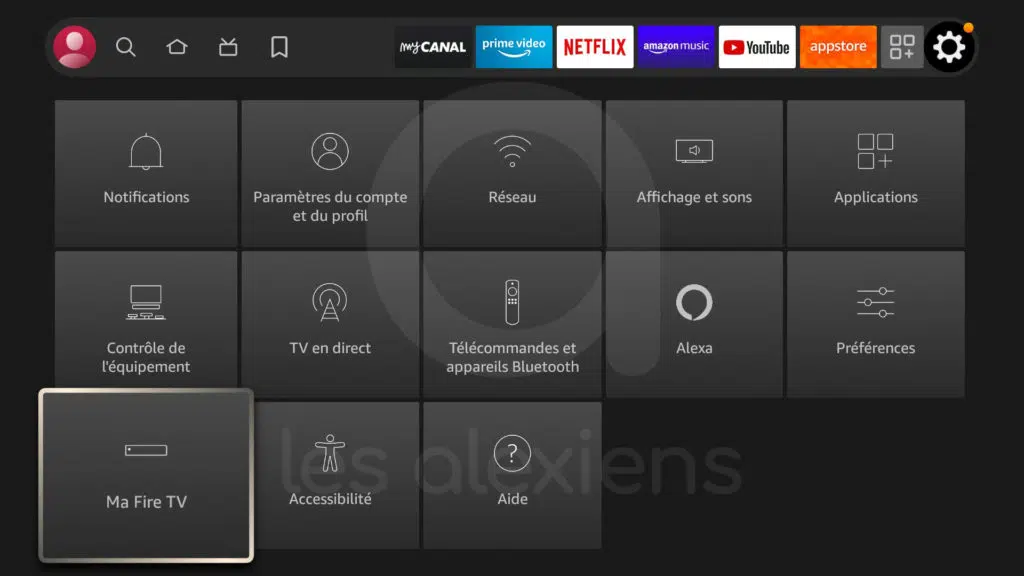 myCANAL
prime video
NETFLIX
amazon music
YouTube
appstore
Notifications
Paramètres du compte
et du profil
Réseau
Affichage et sons
Applications
Contrôle de
l'équipement
TV en direct
Télécommandes et
appareils Bluetooth
Alexa
Préférences
Ma Fire TV
Accessibilité
?
Aide
les alexiens